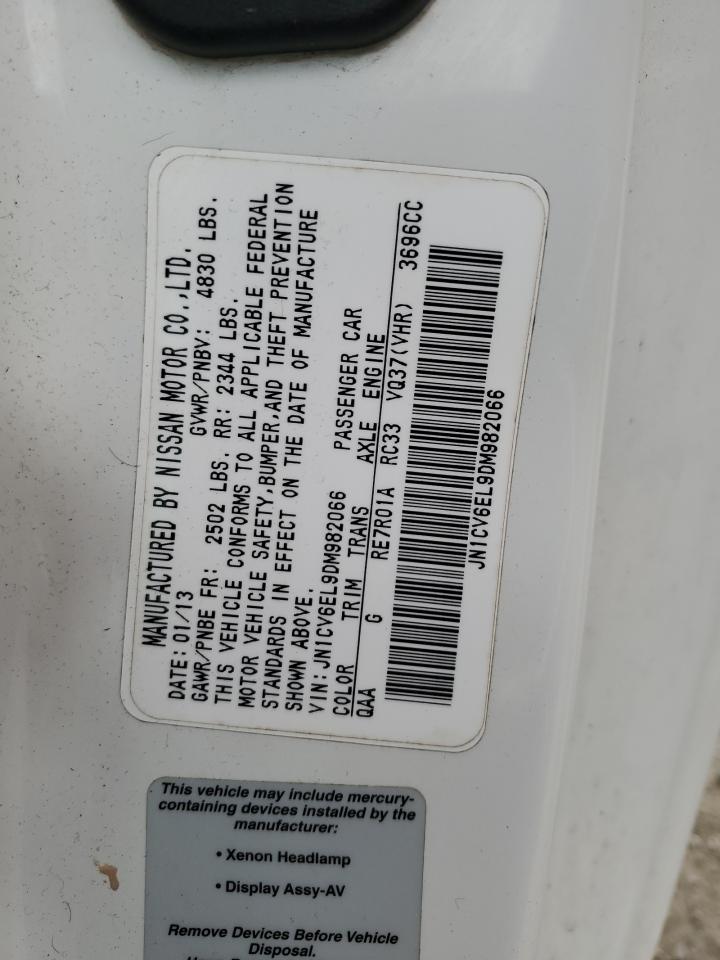 MANUFACTURED BY NISSAN MOTOR CO.,LTD.
DATE: 01/13 GVWR/PNBV: 4830 LBS.
GAWR/PNBE FR: 2502 LBS. RR: 2344 LBS.
THIS VEHICLE CONFORMS TO ALL APPLICABLE FEDERAL
MOTOR VEHICLE SAFETY,BUMPER,AND THEFT PREVENTION
STANDARDS IN EFFECT ON THE DATE OF MANUFACTURE
SHOWN ABOVE.
VIN: JN1CV6EL9DM982066 PASSENGER CAR
COLOR TRIM TRANS AXLE ENGINE
QAA G RE7R01A RC33 VQ37(VHR) 3696CC
JN1CV6EL9DM982066
This vehicle may include mercury-
containing devices installed by the
manufacturer:
• Xenon Headlamp
• Display Assy-AV
Remove Devices Before Vehicle
Disposal.